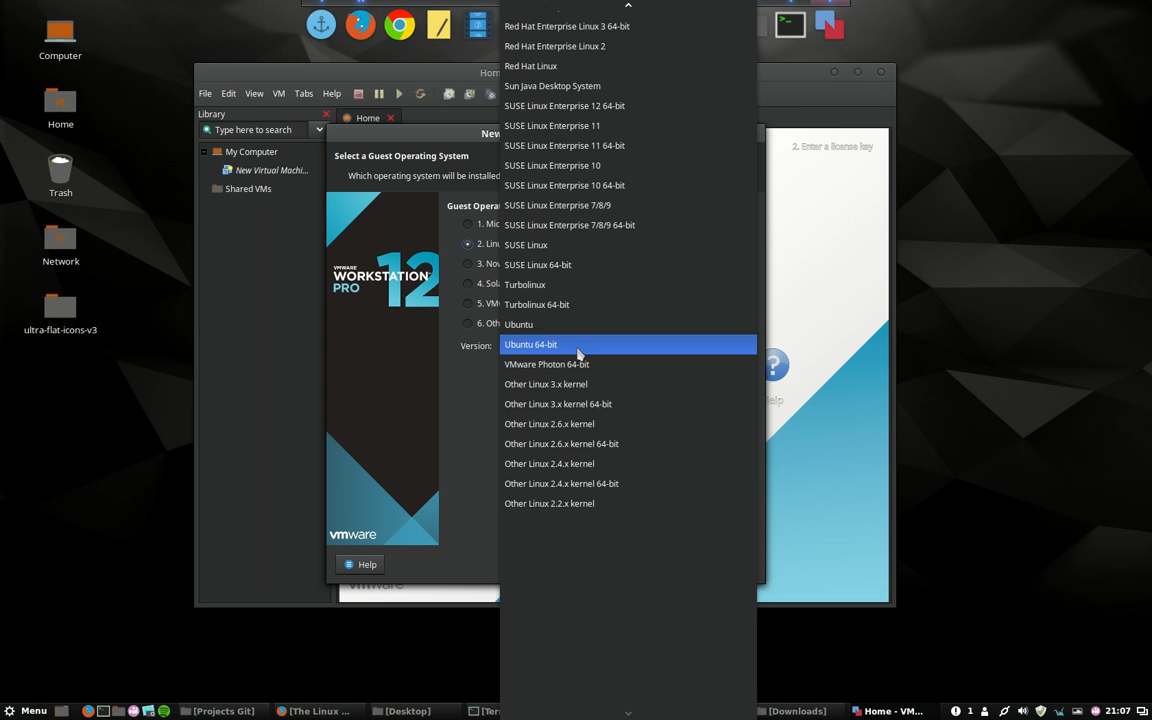 Computer
Home
Trash
Network
ultra-flat-icons-v3
Hom
File Edit View VM Tabs Help
Library
Type here to search
Home
My Computer
New Virtual Machi...
Shared VMs
2. Enter a license key
New
Select a Guest Operating System
Which operating system will be installed
Guest Operat
1. Mic
2. Linu
3. Nov
4. Sola
5. VMw
6. Oth
Version:
VMWARE
WORKSTATION 12
PRO
vmware
Help
Red Hat Enterprise Linux 3 64-bit
Red Hat Enterprise Linux 2
Red Hat Linux
Sun Java Desktop System
SUSE Linux Enterprise 12 64-bit
SUSE Linux Enterprise 11
SUSE Linux Enterprise 11 64-bit
SUSE Linux Enterprise 10
SUSE Linux Enterprise 10 64-bit
SUSE Linux Enterprise 7/8/9
SUSE Linux Enterprise 7/8/9 64-bit
SUSE Linux
SUSE Linux 64-bit
Turbolinux
Turbolinux 64-bit
Ubuntu
Ubuntu 64-bit
VMware Photon 64-bit
Other Linux 3.x kernel
Other Linux 3.x kernel 64-bit
Other Linux 2.6.x kernel
Other Linux 2.6.x kernel 64-bit
Other Linux 2.4.x kernel
Other Linux 2.4.x kernel 64-bit
Other Linux 2.2.x kernel
elp
vmware
Menu [Projects Git] [The Linux ... [Desktop] [Terr [Downloads] Home - VM... 1 21:07